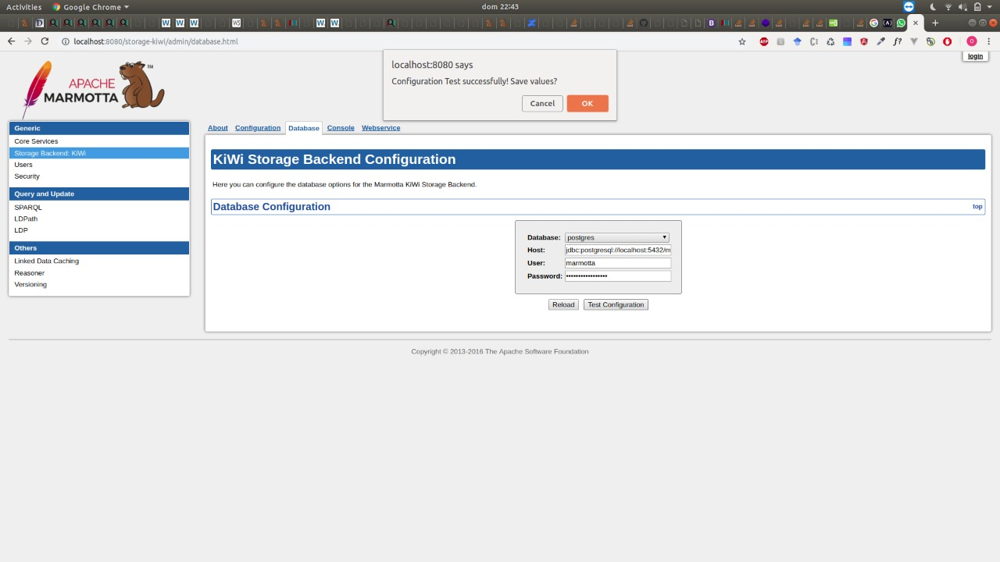 Activities Google Chrome dom 22:43
localhost:8080/storage-kiwi/admin/database.html
login
localhost:8080 says
Configuration Test successfully! Save values?
Cancel OK
APACHE
MARMOTTA
TM
Generic
Core Services
Storage Backend: KiWi
Users
Security
Query and Update
SPARQL
LDPath
LDP
Others
Linked Data Caching
Reasoner
Versioning
About Configuration Database Console Webservice
KiWi Storage Backend Configuration
Here you can configure the database options for the Marmotta KiWi Storage Backend.
Database Configuration top
Database: postgres
Host: jdbc:postgresql://localhost:5432/m
User: marmotta
Password: •••••••••••••••••
Reload Test Configuration
Copyright © 2013-2016 The Apache Software Foundation